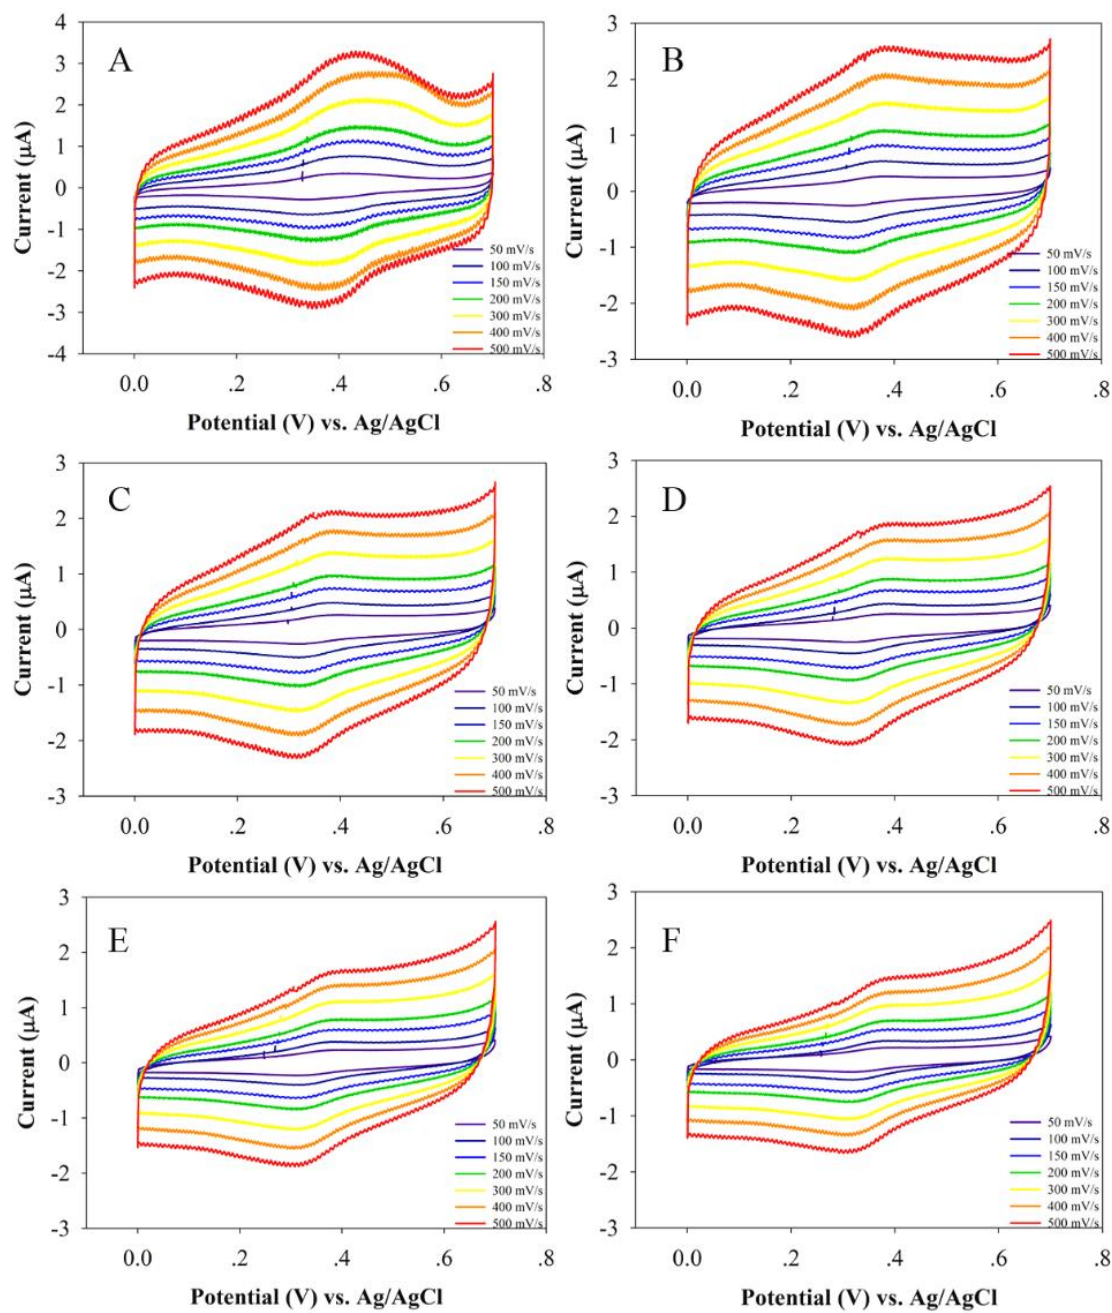 A
4
3
2
1
0
-1
-2
-3
-4
Current (µA)
50 mV/s
100 mV/s
150 mV/s
200 mV/s
300 mV/s
400 mV/s
500 mV/s
0.0 .2 .4 .6 .8
Potential (V) vs. Ag/AgCl
B
3
2
1
0
-1
-2
-3
Current (µA)
50 mV/s
100 mV/s
150 mV/s
200 mV/s
300 mV/s
400 mV/s
500 mV/s
0.0 .2 .4 .6 .8
Potential (V) vs. Ag/AgCl
C
3
2
1
0
-1
-2
-3
Current (µA)
50 mV/s
100 mV/s
150 mV/s
200 mV/s
300 mV/s
400 mV/s
500 mV/s
0.0 .2 .4 .6 .8
Potential (V) vs. Ag/AgCl
D
3
2
1
0
-1
-2
-3
Current (µA)
50 mV/s
100 mV/s
150 mV/s
200 mV/s
300 mV/s
400 mV/s
500 mV/s
0.0 .2 .4 .6 .8
Potential (V) vs. Ag/AgCl
E
3
2
1
0
-1
-2
-3
Current (µA)
50 mV/s
100 mV/s
150 mV/s
200 mV/s
300 mV/s
400 mV/s
500 mV/s
0.0 .2 .4 .6 .8
Potential (V) vs. Ag/AgCl
F
3
2
1
0
-1
-2
-3
Current (µA)
50 mV/s
100 mV/s
150 mV/s
200 mV/s
300 mV/s
400 mV/s
500 mV/s
0.0 .2 .4 .6 .8
Potential (V) vs. Ag/AgCl